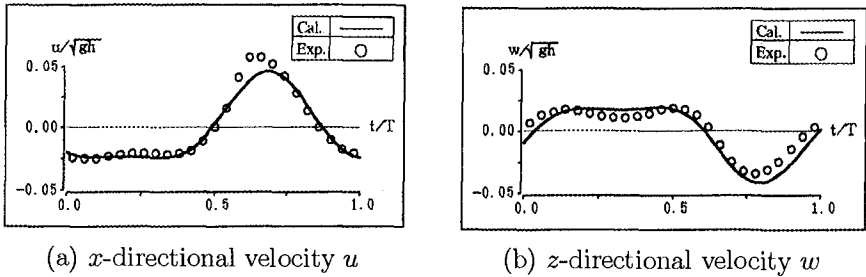 Cal.
Exp.
u/√gh
0.05
0.00
-0.05
t/T
0.0
0.5
1.0
(a) x-directional velocity u
Cal.
Exp.
w/√gh
0.05
0.00
-0.05
t/T
0.0
0.5
1.0
(b) z-directional velocity w